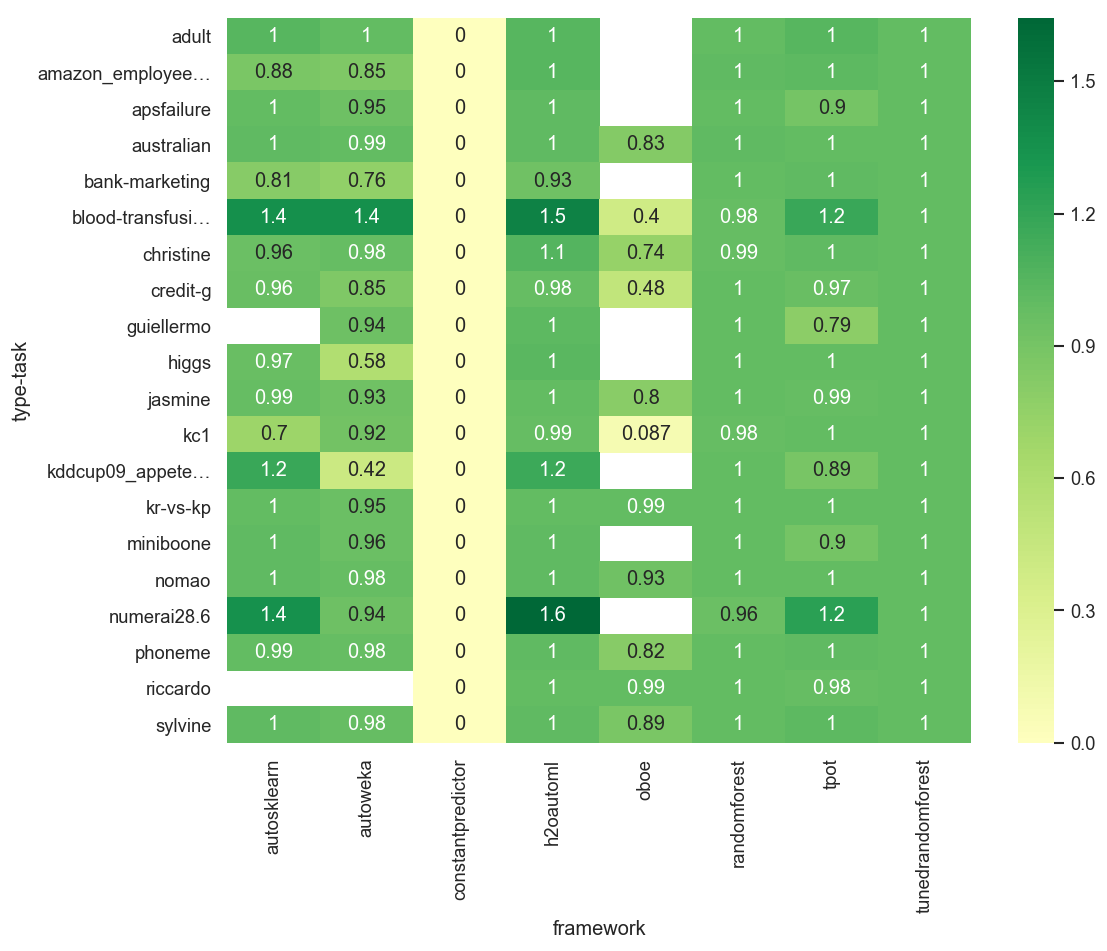 adult 1 1 0 1 1 1 1
amazon_employee… 0.88 0.85 0 1 1 1 1
apsfailure 1 0.95 0 1 1 0.9 1
australian 1 0.99 0 1 0.83 1 1 1
bank-marketing 0.81 0.76 0 0.93 1 1 1
blood-transfusi… 1.4 1.4 0 1.5 0.4 0.98 1.2 1
christine 0.96 0.98 0 1.1 0.74 0.99 1 1
credit-g 0.96 0.85 0 0.98 0.48 1 0.97 1
guiellermo 0.94 0 1 1 0.79 1
higgs 0.97 0.58 0 1 1 1 1
jasmine 0.99 0.93 0 1 0.8 1 0.99 1
kc1 0.7 0.92 0 0.99 0.087 0.98 1 1
kddcup09_appete… 1.2 0.42 0 1.2 1 0.89 1
kr-vs-kp 1 0.95 0 1 0.99 1 1 1
miniboone 1 0.96 0 1 1 0.9 1
nomao 1 0.98 0 1 0.93 1 1 1
numerai28.6 1.4 0.94 0 1.6 0.96 1.2 1
phoneme 0.99 0.98 0 1 0.82 1 1 1
riccardo 0 1 0.99 1 0.98 1
sylvine 1 0.98 0 1 0.89 1 1 1
type-task
autosklearn
autoweka
constantpredictor
h2oautoml
oboe
randomforest
tpot
tunedrandomforest
framework
1.5
1.2
0.9
0.6
0.3
0.0